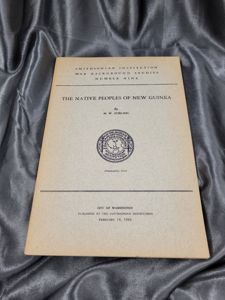 SMITHSONIAN INSTITUTION
WAR BACKGROUND STUDIES
NUMBER NINE
THE NATIVE PEOPLES OF NEW GUINEA
By
M. W. STIRLING
CITY OF WASHINGTON
PUBLISHED BY THE SMITHSONIAN INSTITUTION
FEBRUARY 16, 1943